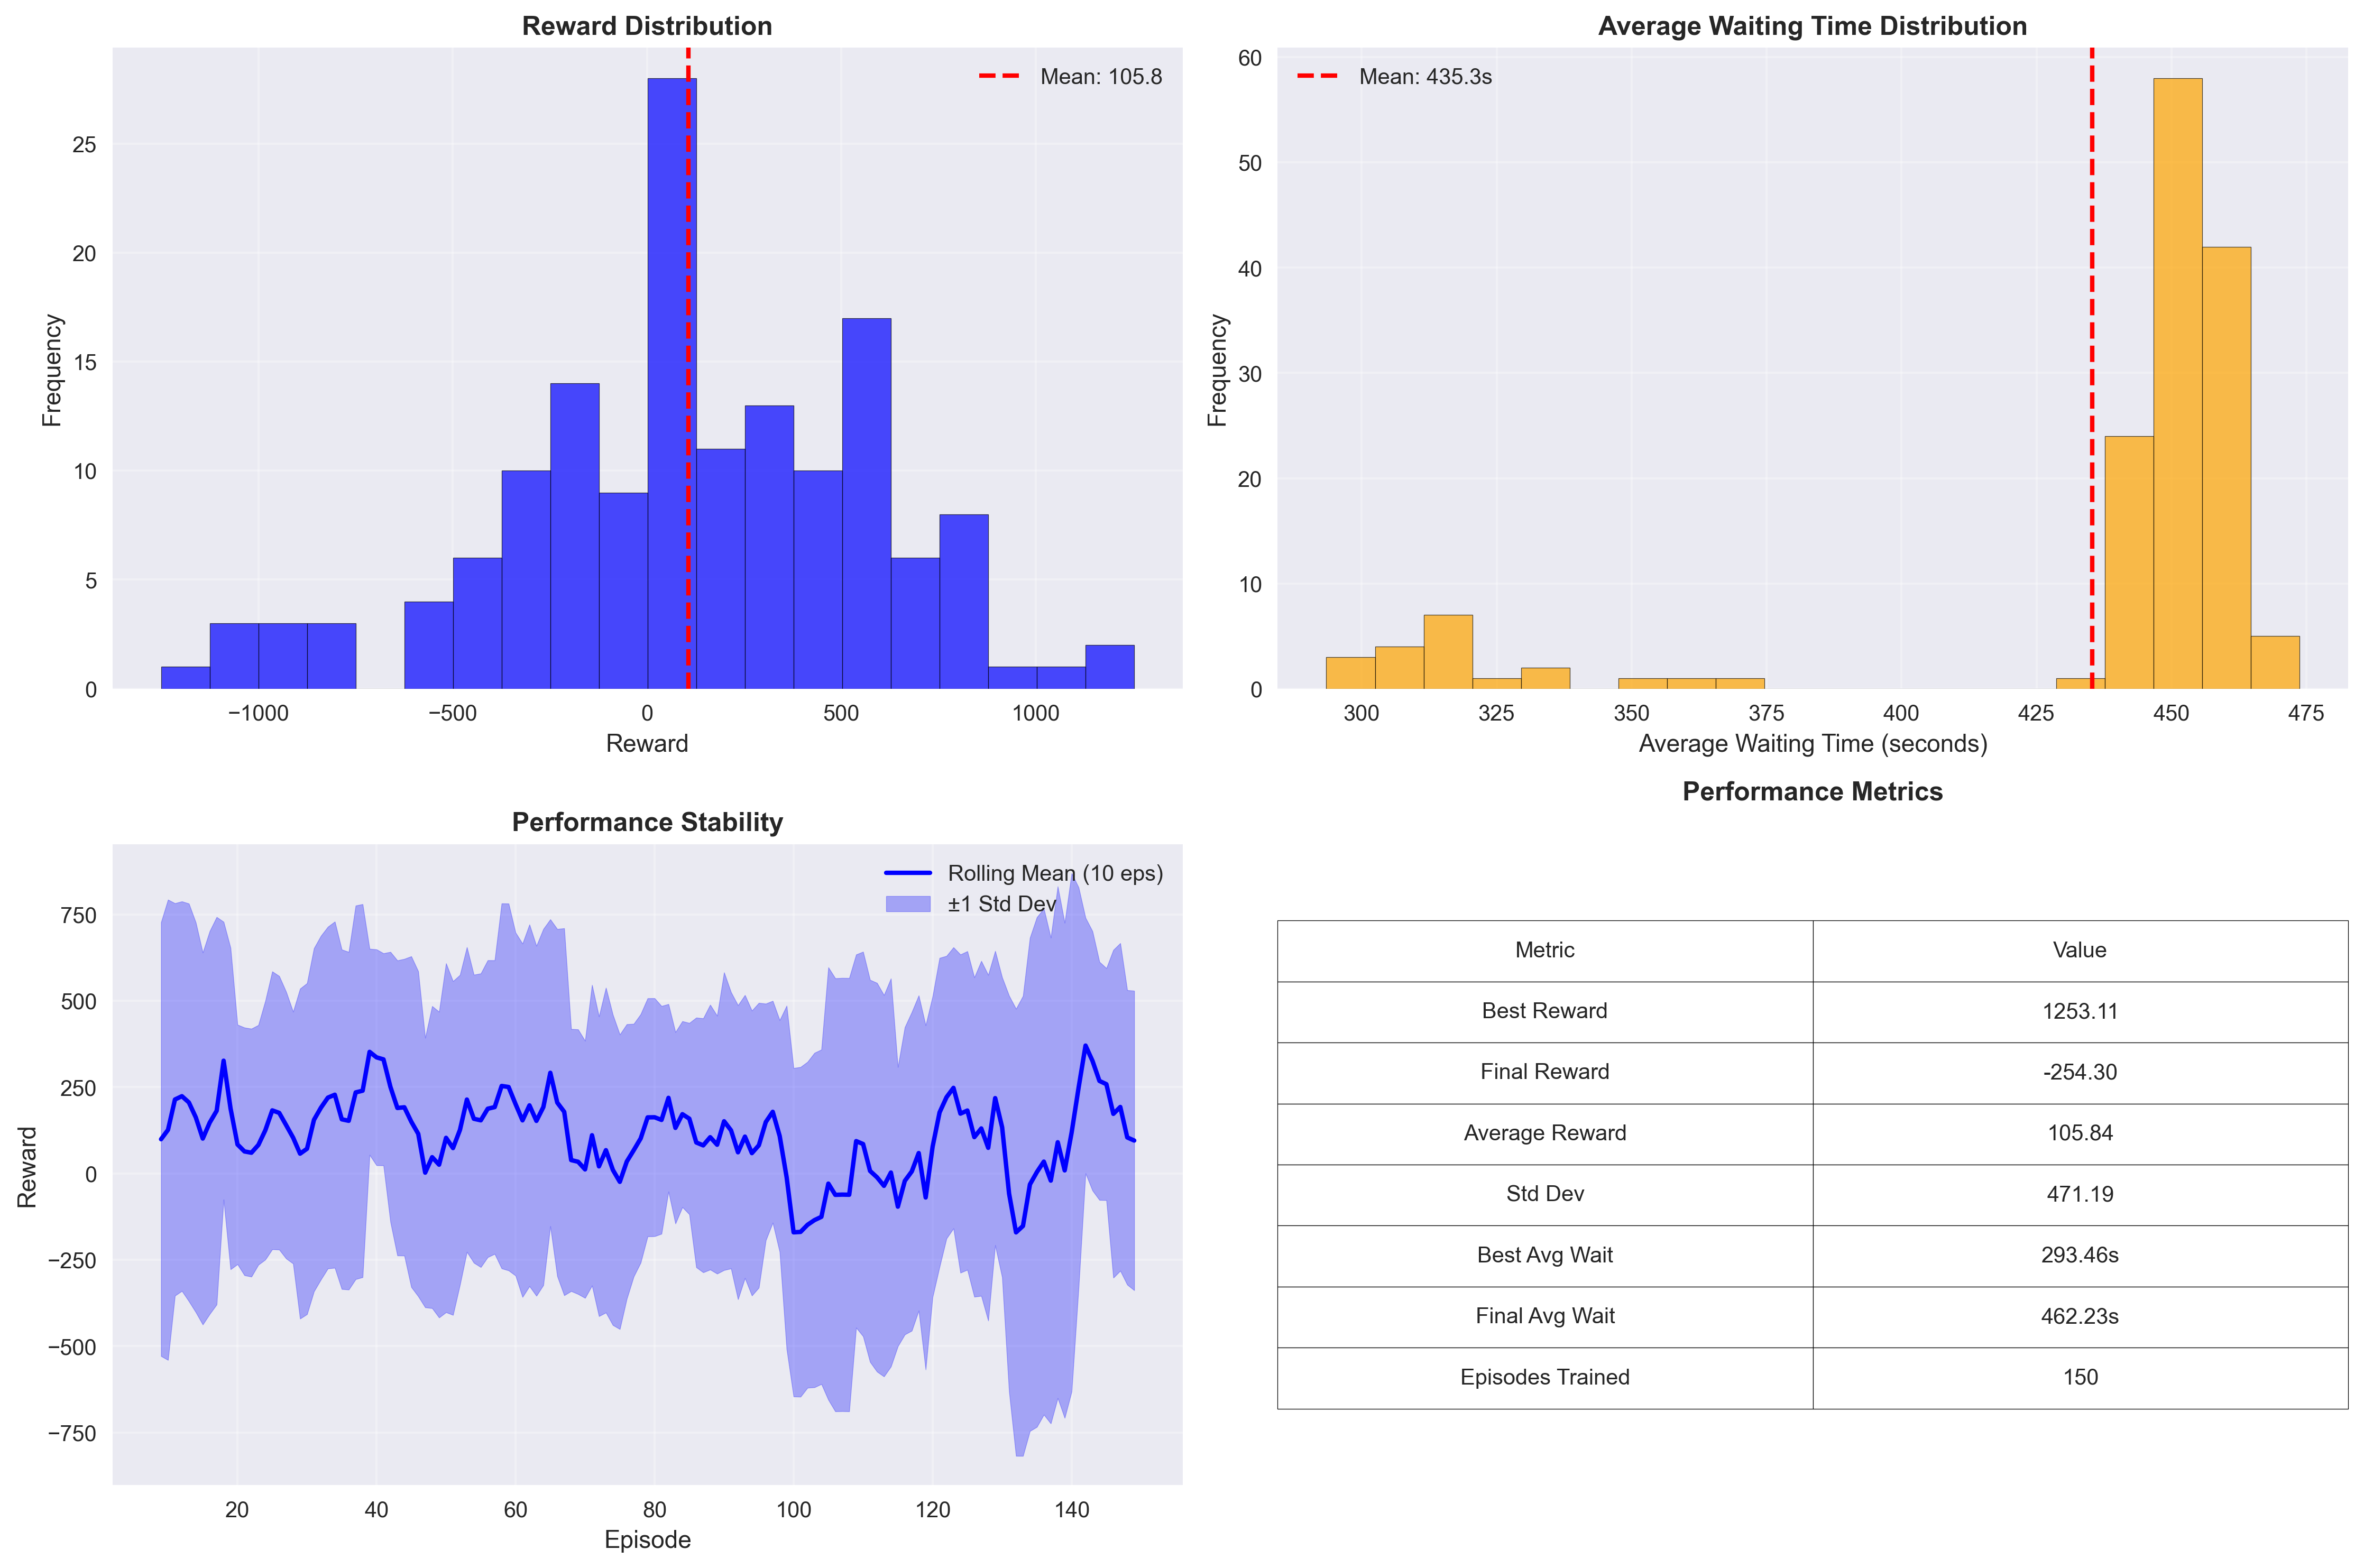 Reward Distribution
Mean: 105.8
25
20
15
10
5
0
Frequency
−1000 −500 0 500 1000
Reward
Average Waiting Time Distribution
Mean: 435.3s
60
50
40
30
20
10
0
Frequency
300 325 350 375 400 425 450 475
Average Waiting Time (seconds)
Performance Stability
Rolling Mean (10 eps)
±1 Std Dev
750
500
250
0
−250
−500
−750
Reward
20 40 60 80 100 120 140
Episode
Performance Metrics
Metric Value
Best Reward 1253.11
Final Reward -254.30
Average Reward 105.84
Std Dev 471.19
Best Avg Wait 293.46s
Final Avg Wait 462.23s
Episodes Trained 150